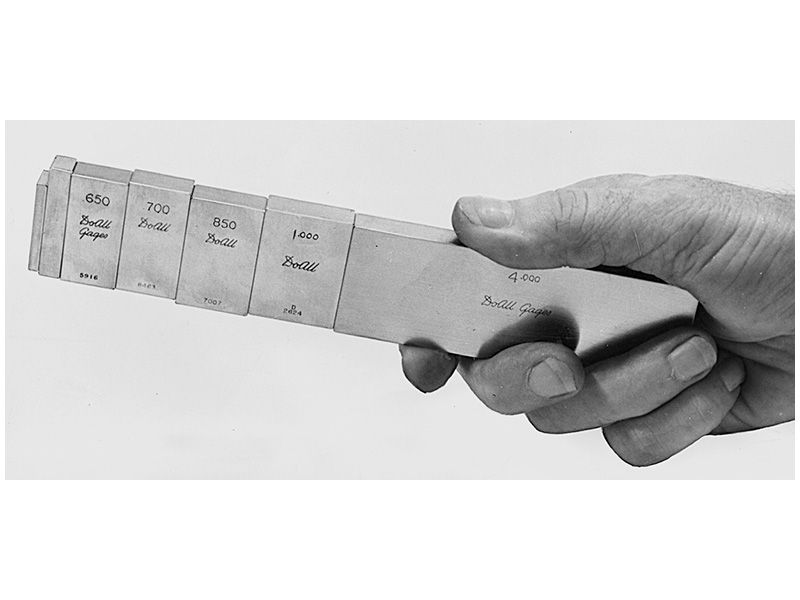 650
DoAll
Gages
5916
700
DoAll
850
DoAll
7007
1.000
DoAll
D
2624
4.000
DoAll Gages